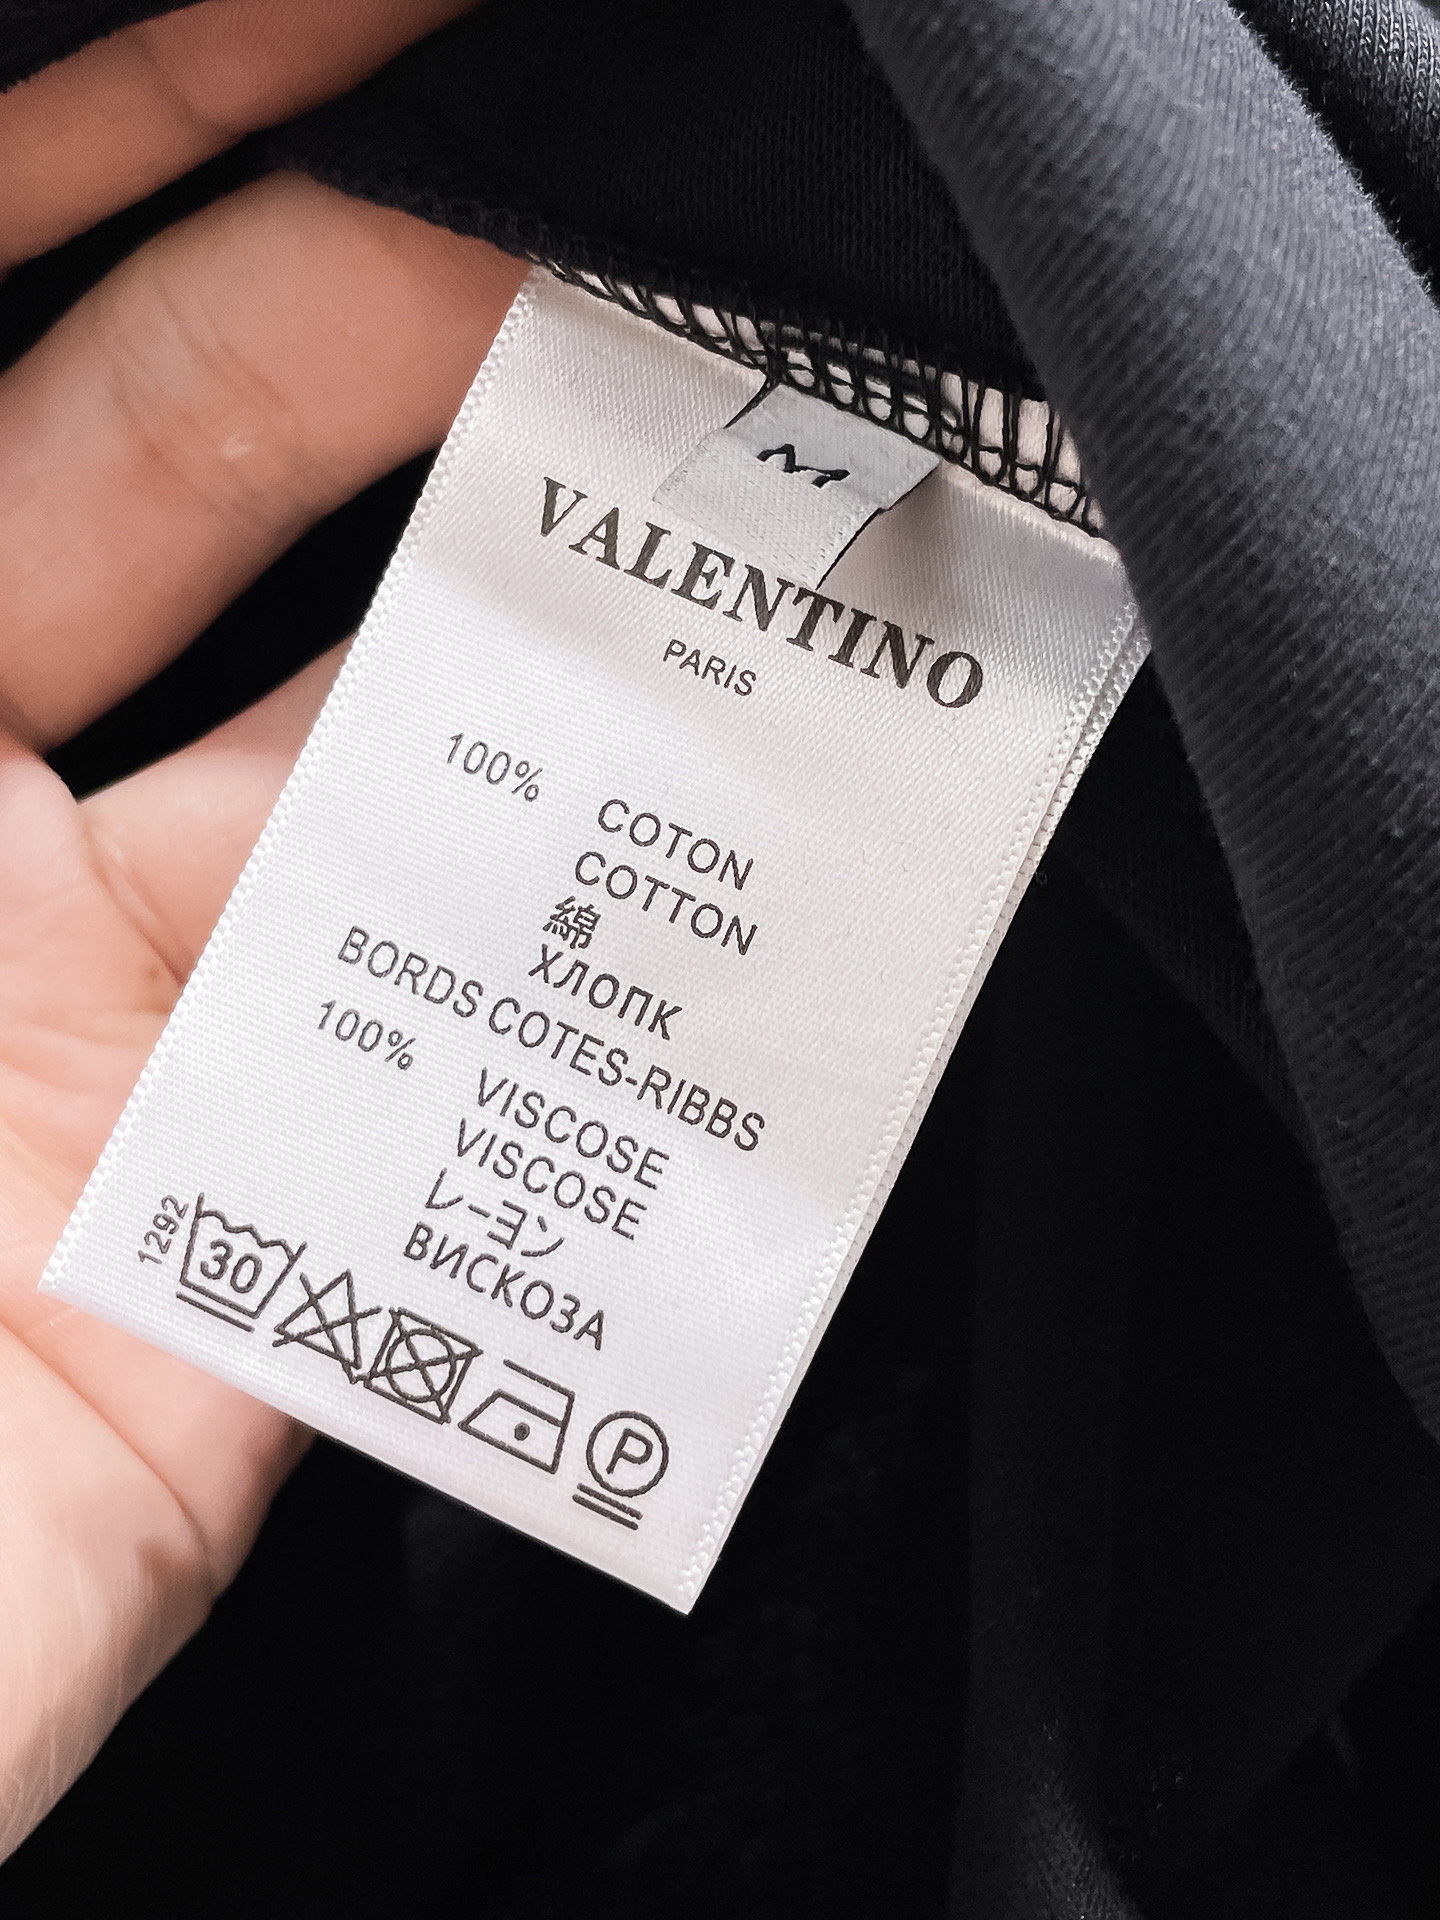 M
VALENTINO
PARIS
100% COTON
COTTON
綿
ХЛОПК
BORDS COTES-RIBBS
100% VISCOSE
VISCOSE
レーヨン
ВИСКОЗА
1292
30
P